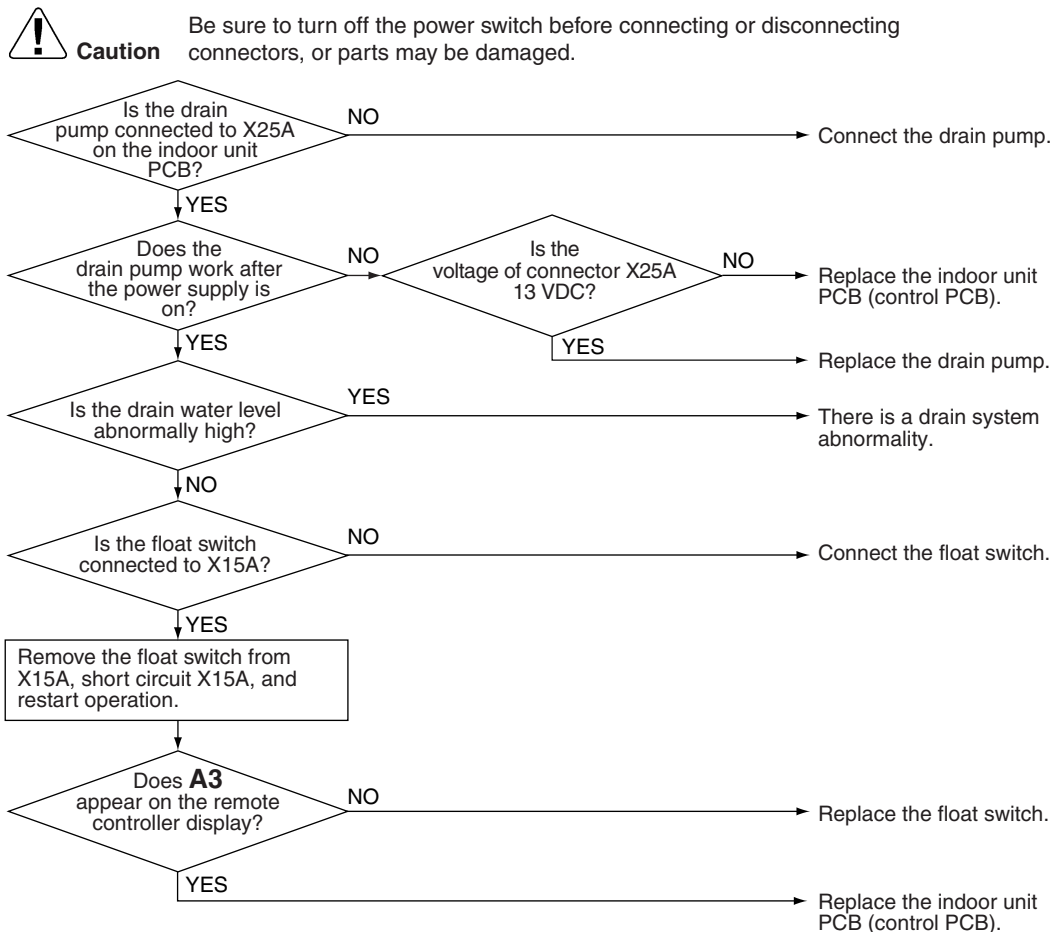 Caution
Be sure to turn off the power switch before connecting or disconnecting
connectors, or parts may be damaged.
Is the drain
pump connected to X25A
on the indoor unit
PCB?
NO
Connect the drain pump.
YES
Does the
drain pump work after
the power supply is
on?
NO
Is the
voltage of connector X25A
13 VDC?
NO
Replace the indoor unit
PCB (control PCB).
YES
Replace the drain pump.
YES
Is the drain water level
abnormally high?
YES
There is a drain system
abnormality.
NO
Is the float switch
connected to X15A?
NO
Connect the float switch.
YES
Remove the float switch from
X15A, short circuit X15A, and
restart operation.
Does A3
appear on the remote
controller display?
NO
Replace the float switch.
YES
Replace the indoor unit
PCB (control PCB).